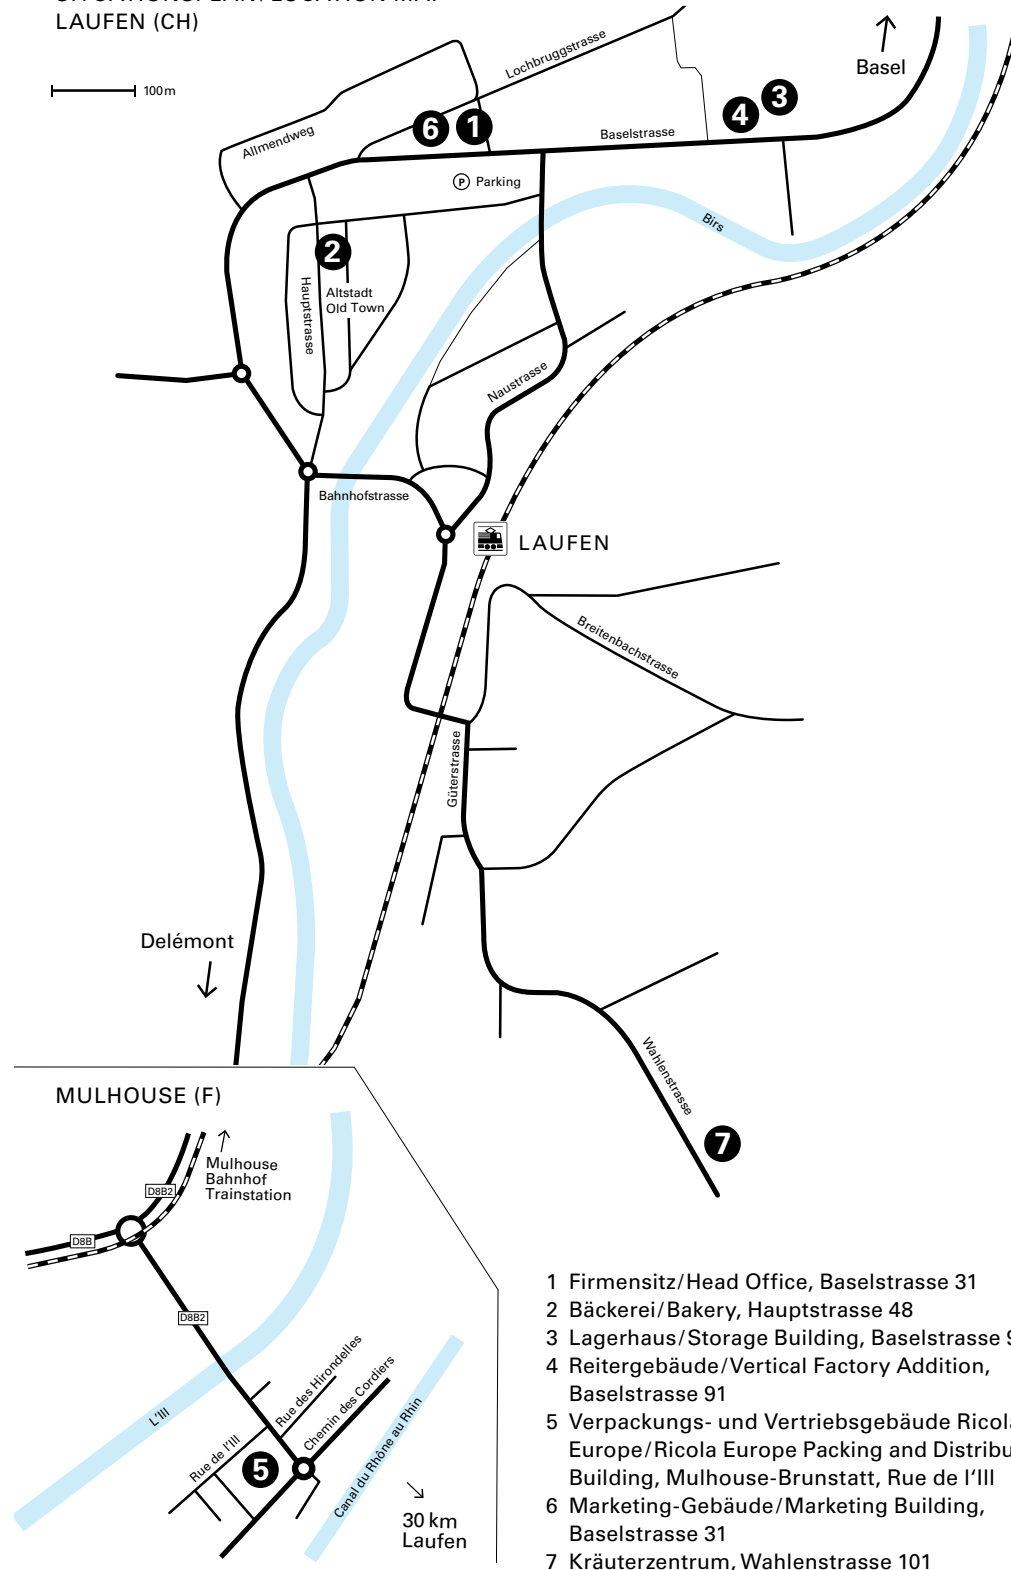 LAUFEN (CH)
100 m
Basel
Lochbruggstrasse
Allmendweg
6
1
4
3
Baselstrasse
P Parking
Birs
2
Hauptstrasse
Altstadt
Old Town
Naustrasse
Bahnhofstrasse
LAUFEN
Breitenbachstrasse
Güterstrasse
Delémont
Wahlenstrasse
7
MULHOUSE (F)
Mulhouse
Bahnhof
Trainstation
D8B2
D8B
D8B2
L'Ill
Rue des Hirondelles
Chemin des Cordiers
Rue de l'Ill
5
Canal du Rhône au Rhin
30 km
Laufen
1 Firmensitz/Head Office, Baselstrasse 31
2 Bäckerei/Bakery, Hauptstrasse 48
3 Lagerhaus/Storage Building, Baselstrasse
4 Reitergebäude/Vertical Factory Addition,
Baselstrasse 91
5 Verpackungs- und Vertriebsgebäude Ricola
Europe/Ricola Europe Packing and Distribu
Building, Mulhouse-Brunstatt, Rue de l'Ill
6 Marketing-Gebäude/Marketing Building,
Baselstrasse 31
7 Kräuterzentrum, Wahlenstrasse 101